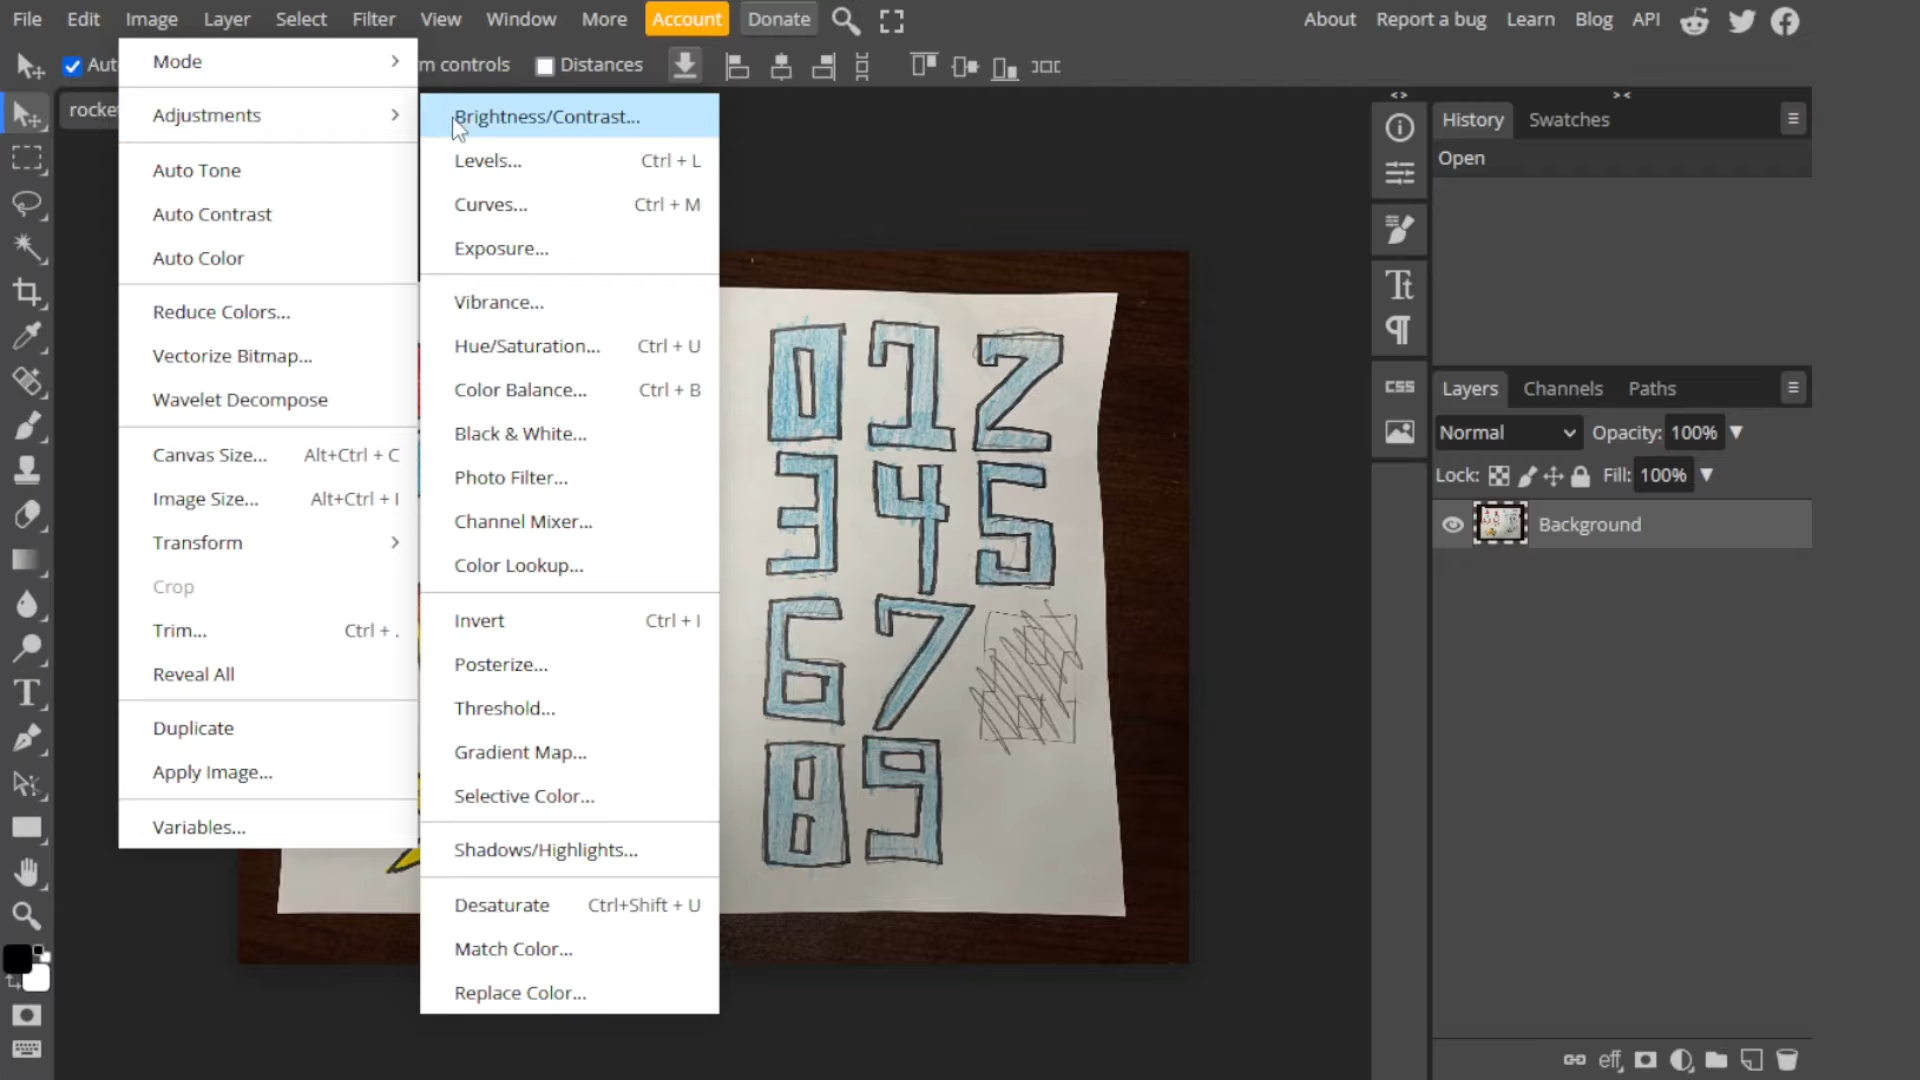 File Edit Image Layer Select Filter View Window More Account Donate About Report a bug Learn Blog API
Aut m controls Distances
rocke
Mode
Adjustments
Auto Tone
Auto Contrast
Auto Color
Reduce Colors...
Vectorize Bitmap...
Wavelet Decompose
Canvas Size... Alt+Ctrl + C
Image Size... Alt+Ctrl + I
Transform
Crop
Trim... Ctrl + .
Reveal All
Duplicate
Apply Image...
Variables...
Brightness/Contrast...
Levels... Ctrl + L
Curves... Ctrl + M
Exposure...
Vibrance...
Hue/Saturation... Ctrl + U
Color Balance... Ctrl + B
Black & White...
Photo Filter...
Channel Mixer...
Color Lookup...
Invert Ctrl + I
Posterize...
Threshold...
Gradient Map...
Selective Color...
Shadows/Highlights...
Desaturate Ctrl+Shift + U
Match Color...
Replace Color...
0 1 2
3 4 5
6 7
8 9
< >
> <
CSS
History Swatches
Open
Layers Channels Paths
Normal Opacity: 100%
Lock: Fill: 100%
Background
eff